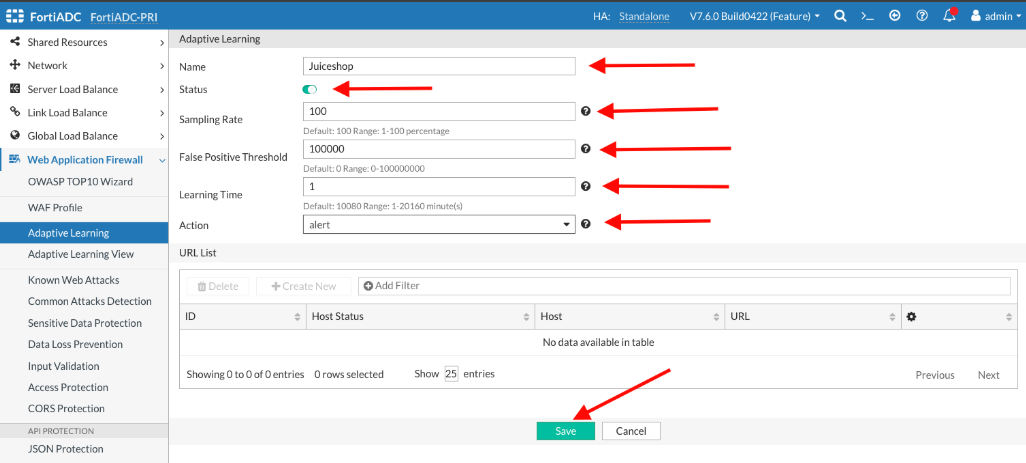 FortiADC FortiADC-PRI HA: Standalone V7.6.0 Build0422 (Feature) >_ admin
Shared Resources
Network
Server Load Balance
Link Load Balance
Global Load Balance
Web Application Firewall
OWASP TOP10 Wizard
WAF Profile
Adaptive Learning
Adaptive Learning View
Known Web Attacks
Common Attacks Detection
Sensitive Data Protection
Data Loss Prevention
Input Validation
Access Protection
CORS Protection
API PROTECTION
JSON Protection
Adaptive Learning
Name Juiceshop
Status
Sampling Rate 100
Default: 100 Range: 1-100 percentage
False Positive Threshold 100000
Default: 0 Range: 0-100000000
Learning Time 1
Default: 10080 Range: 1-20160 minute(s)
Action alert
URL List
Delete + Create New Add Filter
ID Host Status Host URL
No data available in table
Showing 0 to 0 of 0 entries 0 rows selected Show 25 entries Previous Next
Save Cancel